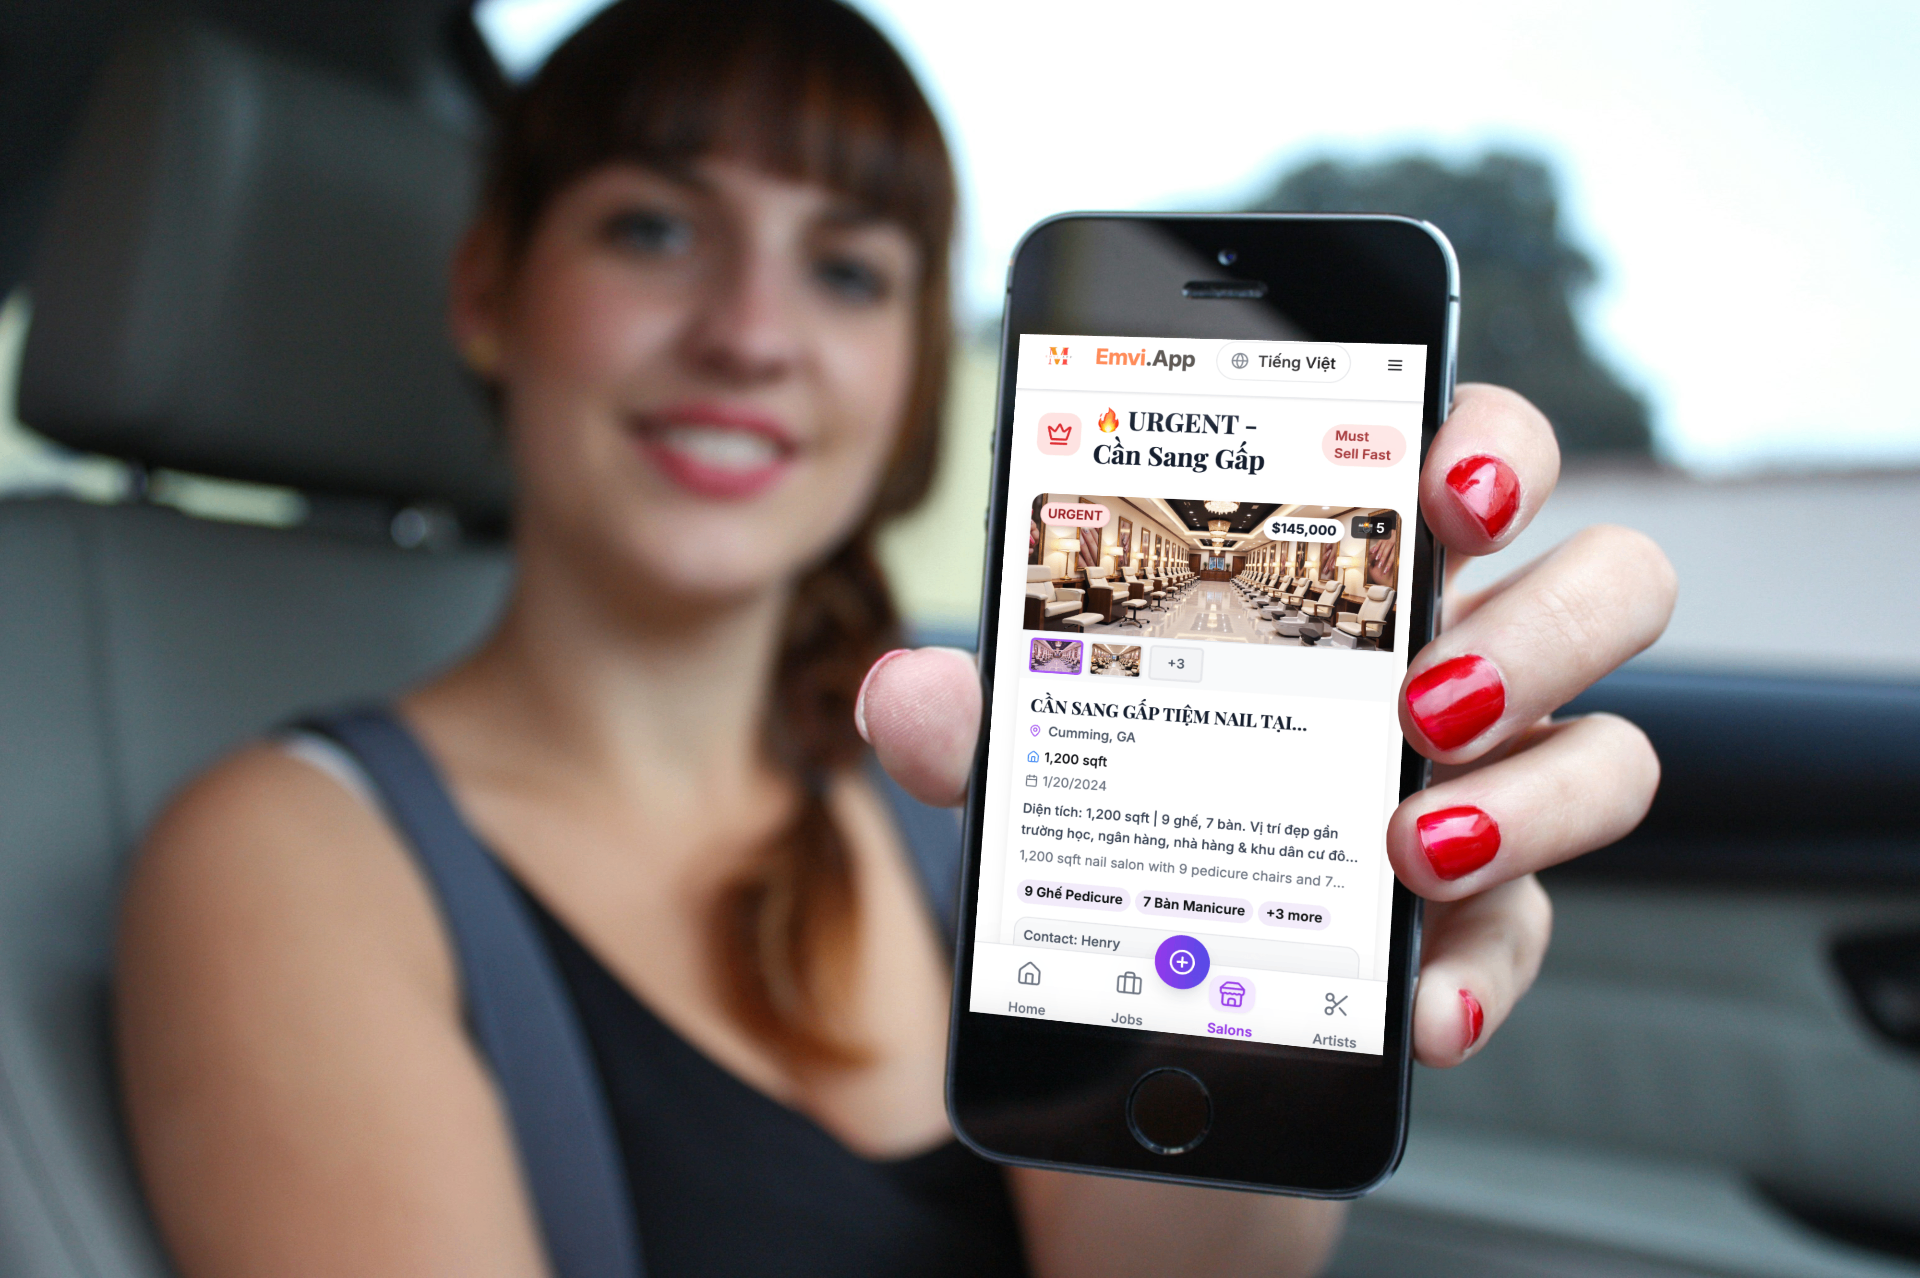 M Emvi.App Tiếng Việt
🔥 URGENT -
Cần Sang Gấp
Must
Sell Fast
URGENT
$145,000
5
+3
CẦN SANG GẤP TIỆM NAIL TẠI...
Cumming, GA
1,200 sqft
1/20/2024
Diện tích: 1,200 sqft | 9 ghế, 7 bàn. Vị trí đẹp gần
trường học, ngân hàng, nhà hàng & khu dân cư đô...
1,200 sqft nail salon with 9 pedicure chairs and 7...
9 Ghế Pedicure 7 Bàn Manicure +3 more
Contact: Henry
Home Jobs Salons Artists